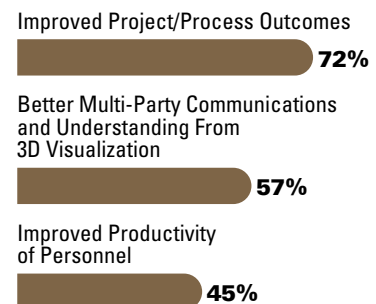 Improved Project/Process Outcomes
72%
Better Multi-Party Communications
and Understanding From
3D Visualization
57%
Improved Productivity
of Personnel
45%